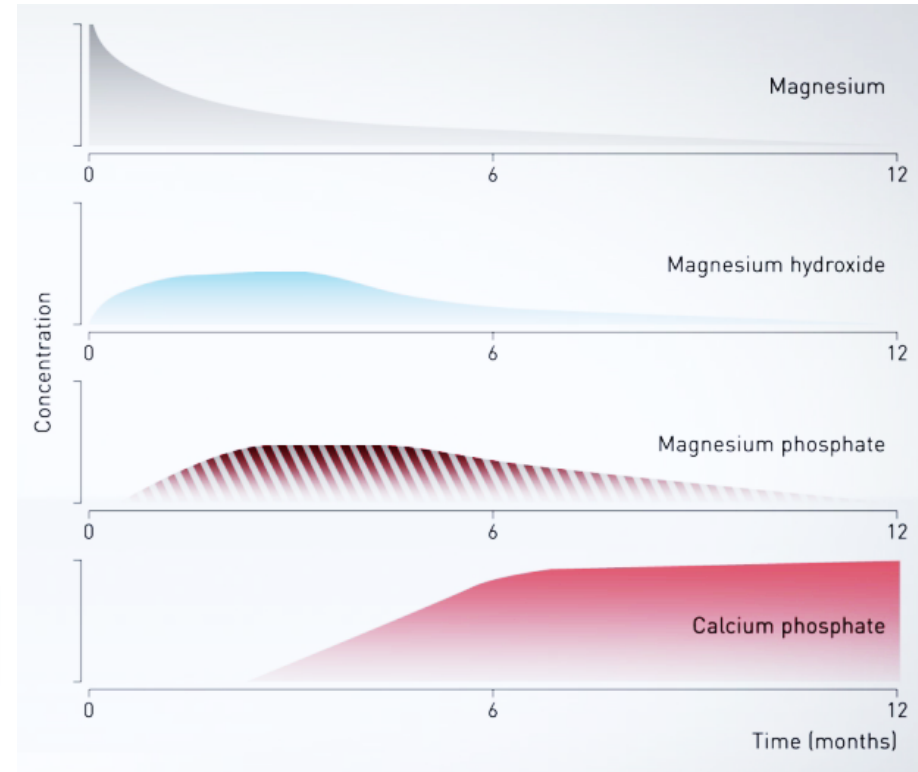 Magnesium
0 6 12
Magnesium hydroxide
0 6 12
Concentration
Magnesium phosphate
0 6 12
Calcium phosphate
0 6 12
Time (months)